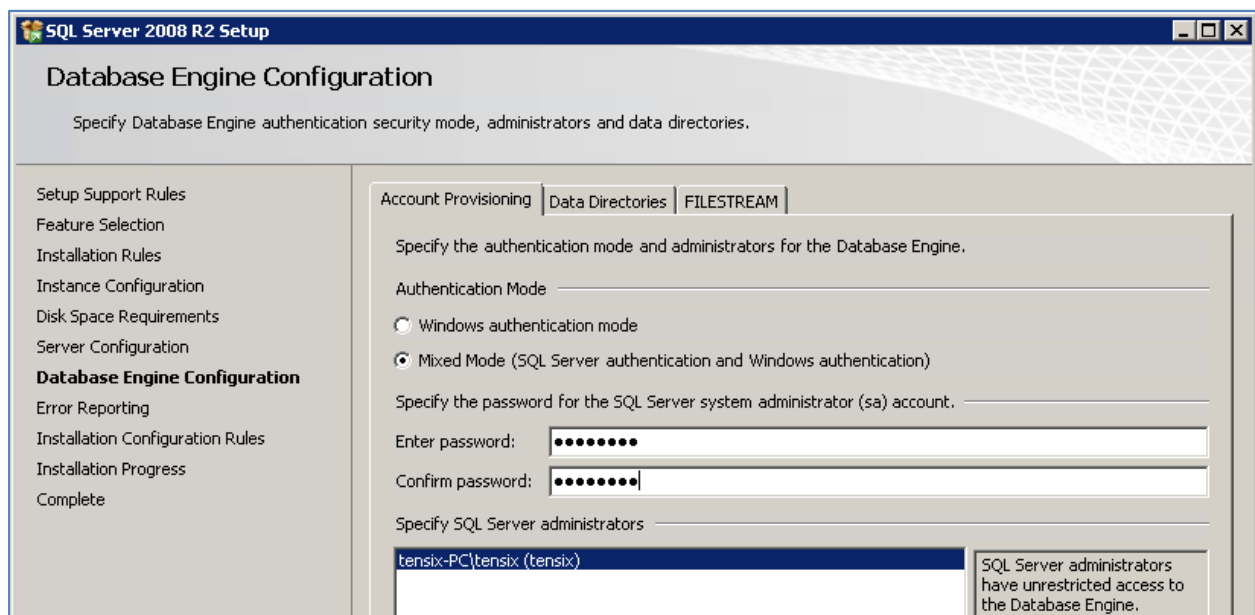 SQL Server 2008 R2 Setup
Database Engine Configuration
Specify Database Engine authentication security mode, administrators and data directories.
Setup Support Rules
Feature Selection
Installation Rules
Instance Configuration
Disk Space Requirements
Server Configuration
Database Engine Configuration
Error Reporting
Installation Configuration Rules
Installation Progress
Complete
Account Provisioning
Data Directories
FILESTREAM
Specify the authentication mode and administrators for the Database Engine.
Authentication Mode
Windows authentication mode
Mixed Mode (SQL Server authentication and Windows authentication)
Specify the password for the SQL Server system administrator (sa) account.
Enter password: ●●●●●●●●
Confirm password: ●●●●●●●●
Specify SQL Server administrators
tensix-PC\tensix (tensix)
SQL Server administrators
have unrestricted access to
the Database Engine.